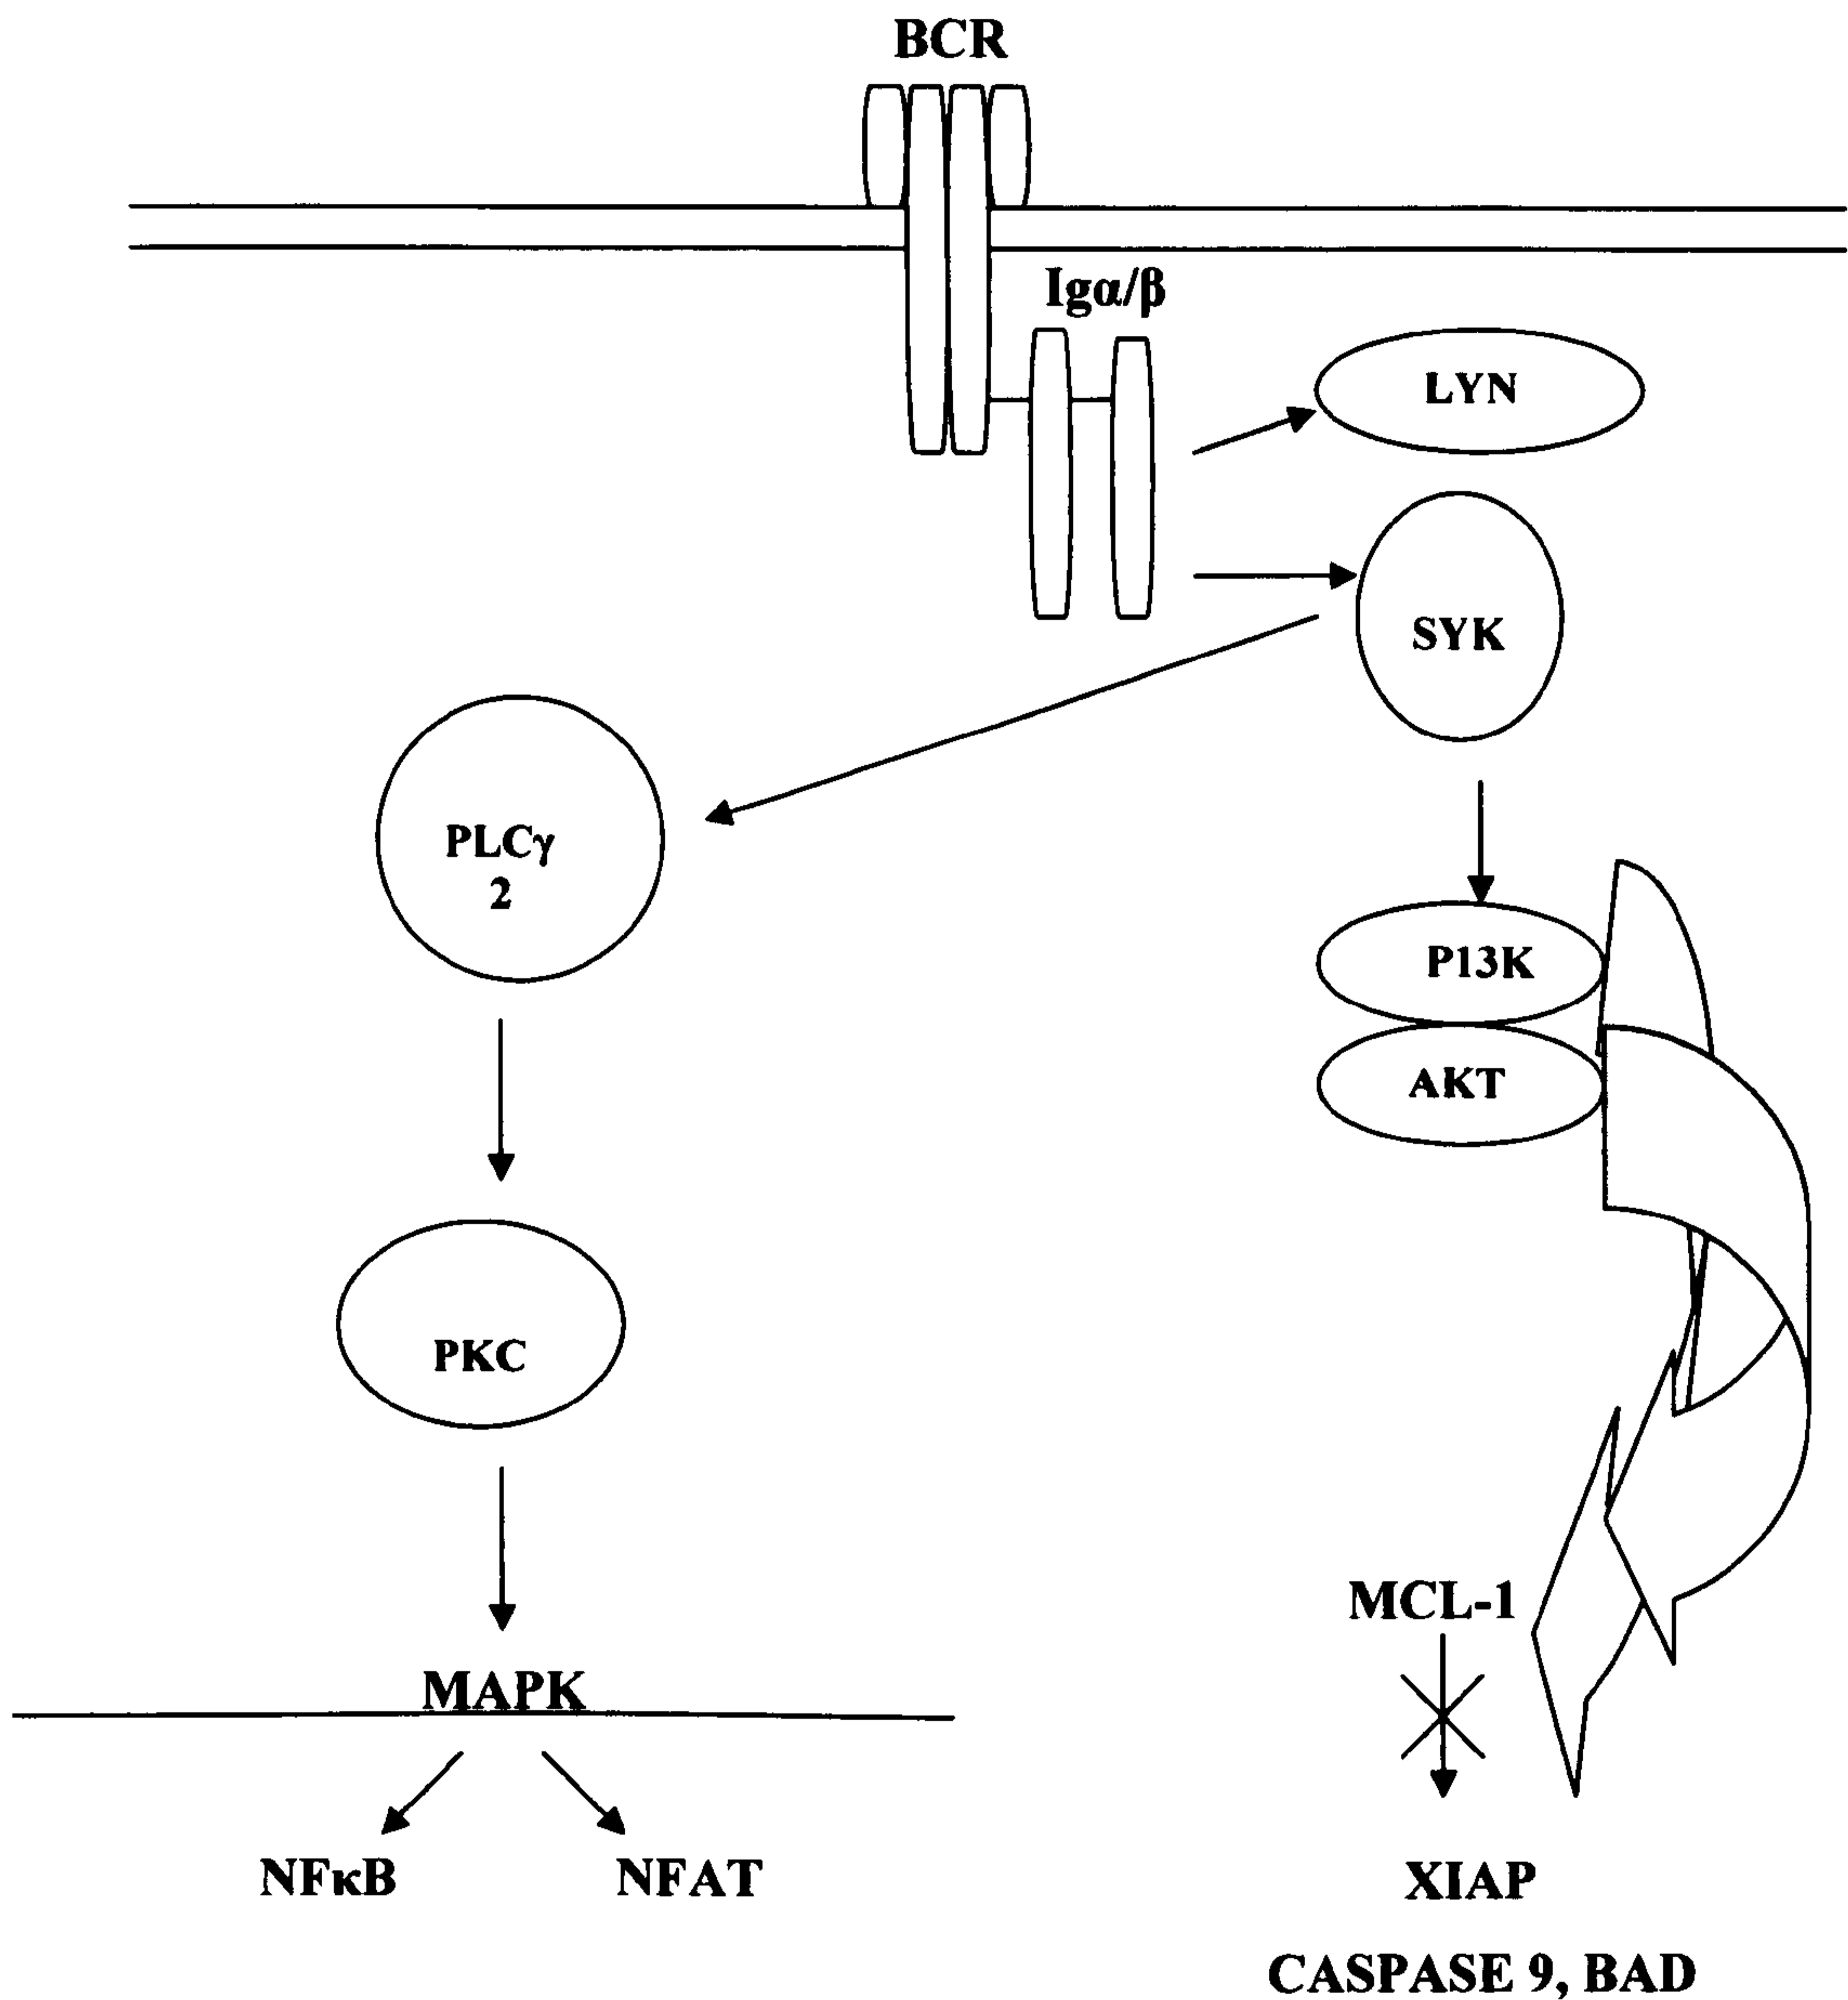 BCR
Igα/β
LYN
SYK
PLCγ
2
P13K
AKT
PKC
MCL-1
MAPK
NFκB
NFAT
XIAP
CASPASE 9, BAD